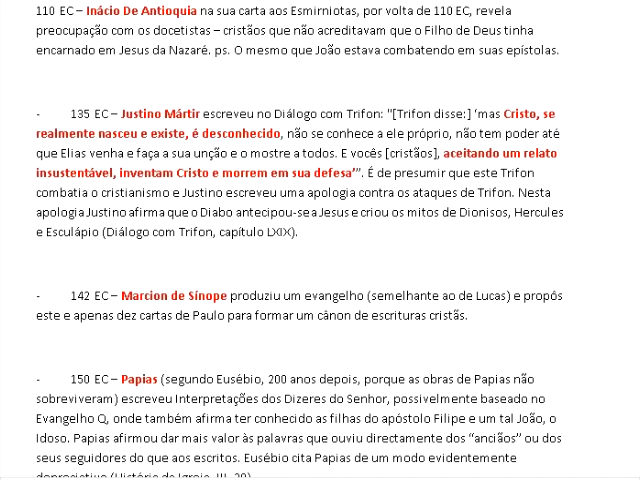 110 EC – Inácio De Antioquia na sua carta aos Esmirniotas, por volta de 110 EC, revela
preocupação com os docetistas – cristãos que não acreditavam que o Filho de Deus tinha
encarnado em Jesus da Nazaré. ps. O mesmo que João estava combatendo em suas epístolas.
- 135 EC – Justino Mártir escreveu no Diálogo com Trifon: "[Trifon disse:] ‘mas Cristo, se
realmente nasceu e existe, é desconhecido, não se conhece a ele próprio, não tem poder até
que Elias venha e faça a sua unção e o mostre a todos. E vocês [cristãos], aceitando um relato
insustentável, inventam Cristo e morrem em sua defesa’”. É de presumir que este Trifon
combatia o cristianismo e Justino escreveu uma apologia contra os ataques de Trifon. Nesta
apologia Justino afirma que o Diabo antecipou-se a Jesus e criou os mitos de Dionisos, Hercules
e Esculápio (Diálogo com Trifon, capítulo LXIX).
- 142 EC – Marcion de Sínope produziu um evangelho (semelhante ao de Lucas) e propôs
este e apenas dez cartas de Paulo para formar um cânon de escrituras cristãs.
- 150 EC – Papias (segundo Eusébio, 200 anos depois, porque as obras de Papias não
sobreviveram) escreveu Interpretações dos Dizeres do Senhor, possivelmente baseado no
Evangelho Q, onde também afirma ter conhecido as filhas do apóstolo Filipe e um tal João, o
Idoso. Papias afirmou dar mais valor às palavras que ouviu directamente dos “anciãos” ou dos
seus seguidores do que aos escritos. Eusébio cita Papias de um modo evidentemente
depreciativo (História da Igreja, III, 29)